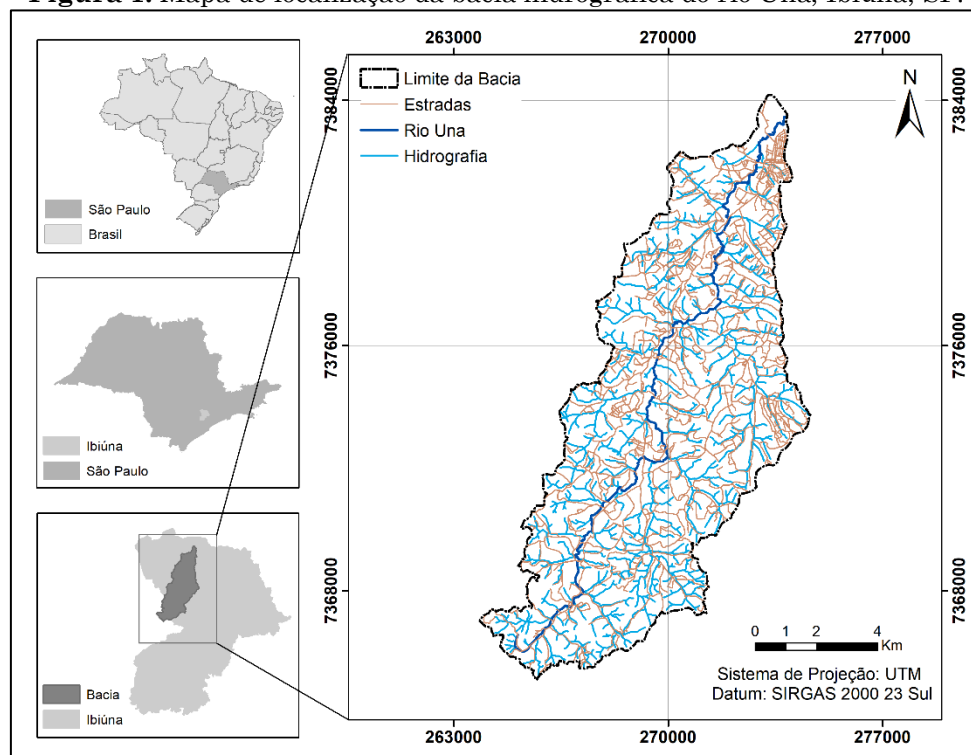 Figura 1. Mapa de localização da bacia hidrográfica do rio Una, Ibiúna, SP.
São Paulo
Brasil
Ibiúna
São Paulo
Bacia
Ibiúna
263000
270000
277000
7384000
7384000
7376000
7376000
7368000
7368000
Limite da Bacia
Estradas
Rio Una
Hidrografia
N
0 1 2 4
Km
Sistema de Projeção: UTM
Datum: SIRGAS 2000 23 Sul
263000
270000
277000